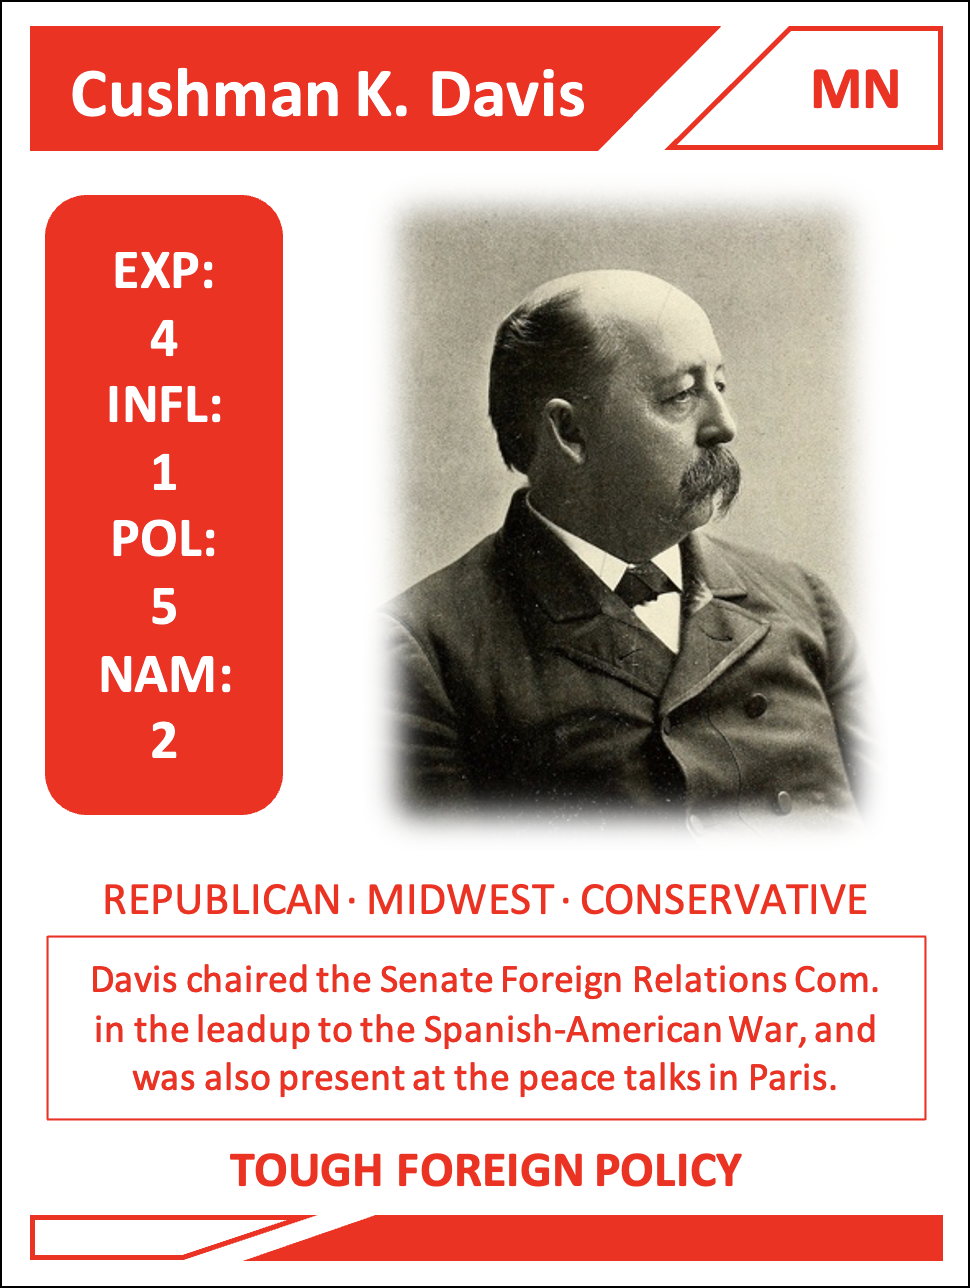 Cushman K. Davis
MN
EXP:
4
INFL:
1
POL:
5
NAM:
2
REPUBLICAN · MIDWEST · CONSERVATIVE
Davis chaired the Senate Foreign Relations Com.
in the leadup to the Spanish-American War, and
was also present at the peace talks in Paris.
TOUGH FOREIGN POLICY